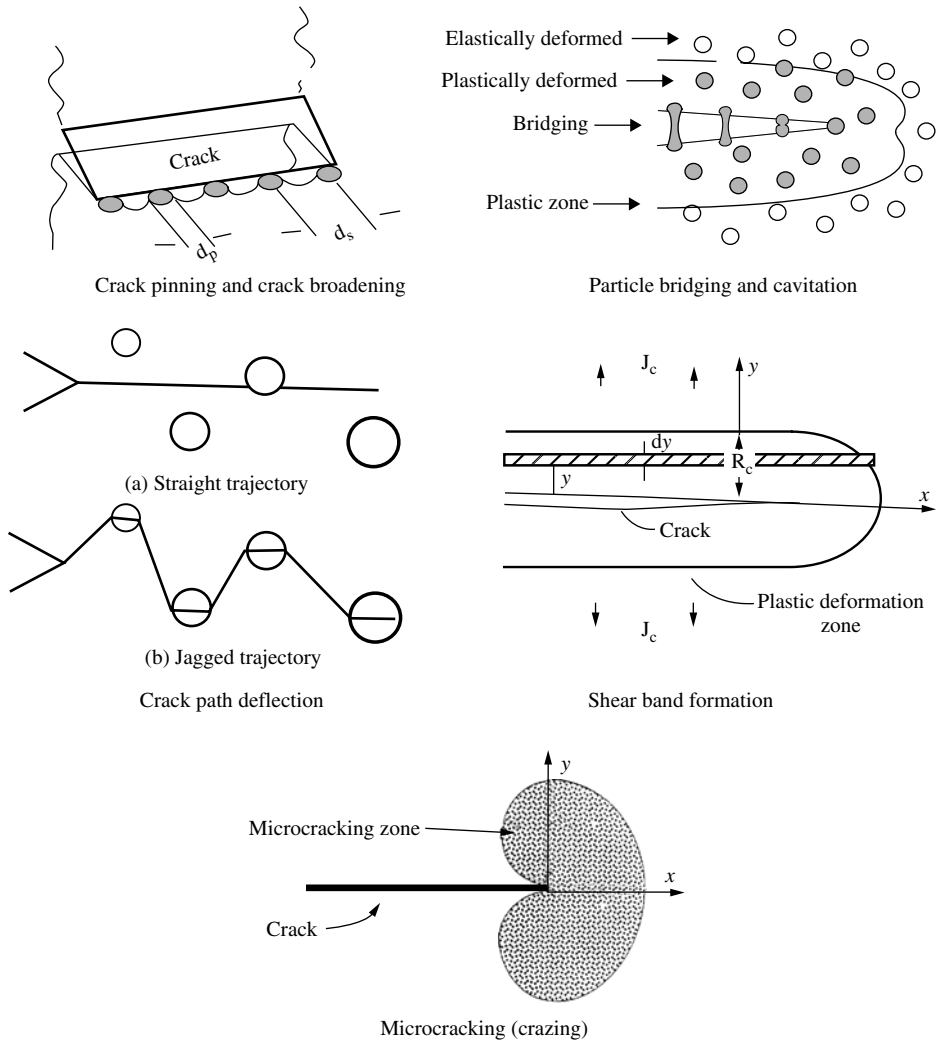 Crack
d_p
d_s
Crack pinning and crack broadening
Elastically deformed
Plastically deformed
Bridging
Plastic zone
Particle bridging and cavitation
(a) Straight trajectory
(b) Jagged trajectory
Crack path deflection
J_c
y
dy
R_c
y
x
Crack
Plastic deformation
zone
J_c
Shear band formation
y
Microcracking zone
x
Crack
Microcracking (crazing)